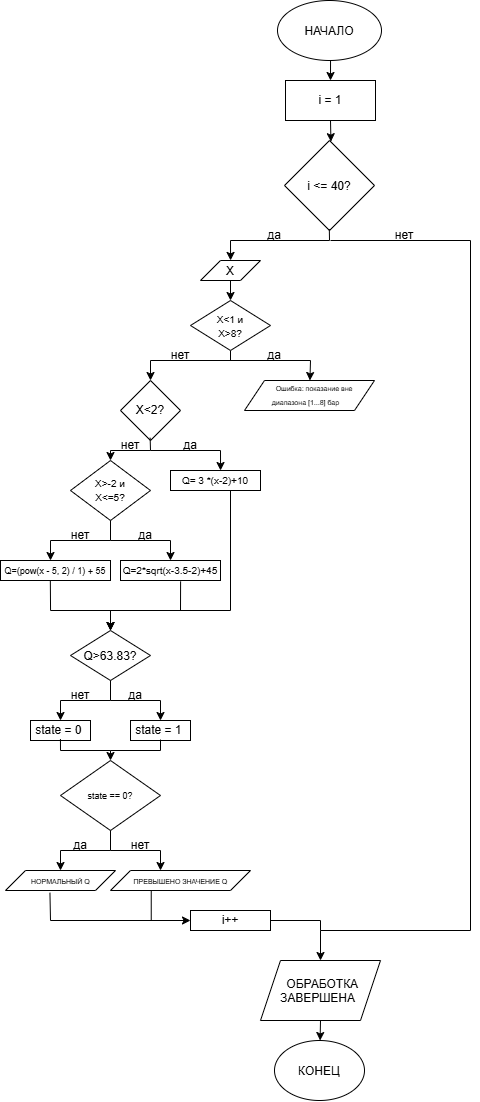 НАЧАЛО
i = 1
i <= 40?
да
нет
X
X<1 и
X>8?
нет
да
Ошибка: показание вне
диапазона [1...8] бар
X<2?
нет
да
X>-2 и
X<=5?
Q= 3 *(x-2)+10
нет
да
Q=(pow(x - 5, 2) / 1) + 55
Q=2*sqrt(x-3.5-2)+45
Q>63.83?
нет
да
state = 0
state = 1
state == 0?
да
нет
НОРМАЛЬНЫЙ Q
ПРЕВЫШЕНО ЗНАЧЕНИЕ Q
i++
ОБРАБОТКА
ЗАВЕРШЕНА
КОНЕЦ